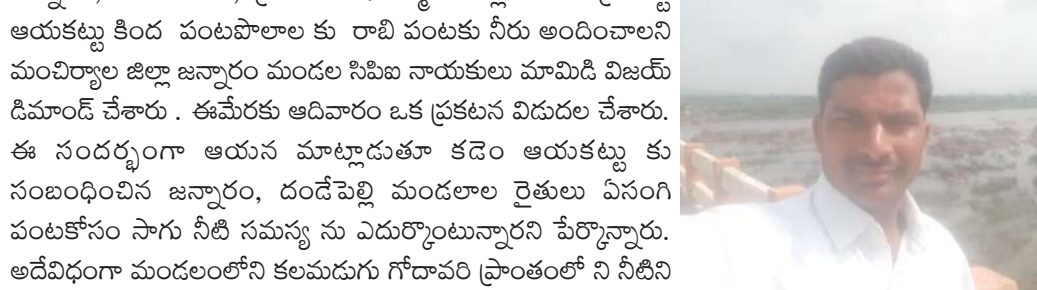 ఆయకట్టు కింద పంటపొలాల కు రాబి పంటకు నీరు అందించాలని
మంచిర్యాల జిల్లా జన్నారం మండల సిపిఐ నాయకులు మామిడి విజయ్
డిమాండ్ చేశారు . ఈమేరకు ఆదివారం ఒక ప్రకటన విడుదల చేశారు.
ఈ సందర్భంగా ఆయన మాట్లాడుతూ కడెం ఆయకట్టు కు
సంబంధించిన జన్నారం, దండేపెల్లి మండలాల రైతులు ఏసంగి
పంటకోసం సాగు నీటి సమస్య ను ఎదుర్కొంటున్నారని పేర్కొన్నారు.
అదేవిధంగా మండలంలోని కలమడుగు గోదావరి ప్రాంతంలో ని నీటిని